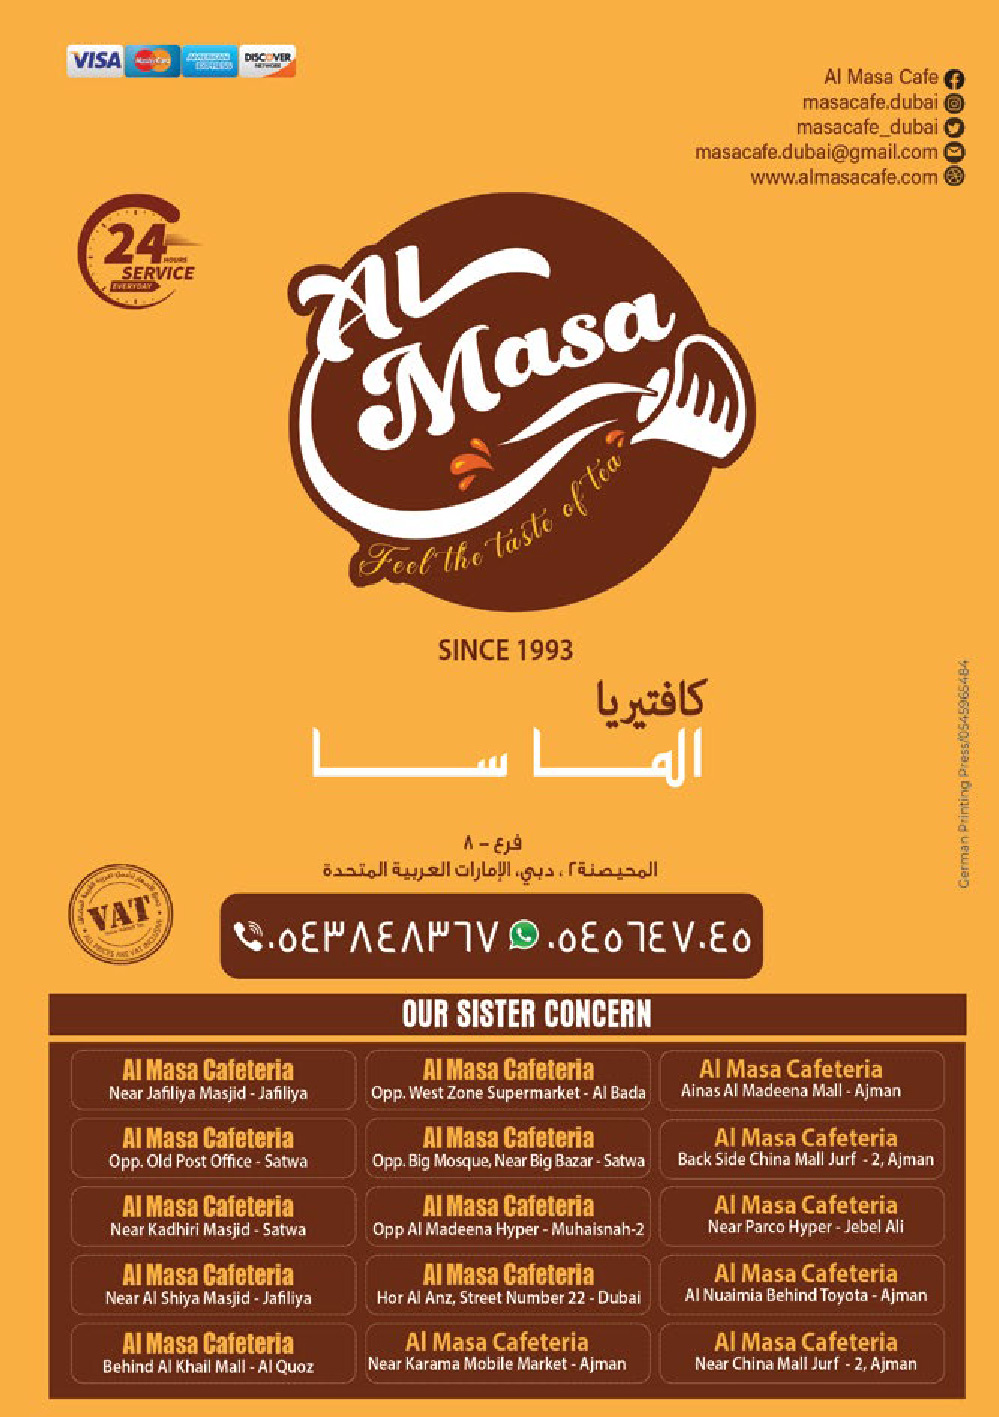 VISA
MasterCard
AMERICAN EXPRESS
DISCOVER
NETWORK
Al Masa Cafe
masacafe.dubai
masacafe_dubai
masacafe.dubai@gmail.com
www.almasacafe.com
24
HOURS
SERVICE
EVERYDAY
Al
Masa
Feel the taste of tea
SINCE 1993
كافتيريا
الماسا
فرع - ٨
المحيصنة٢ ، دبي، الإمارات العربية المتحدة
VAT
ALL PRICES ARE VAT INCLUSIVE
٠٥٤٣٨٤٨٣٦٧ ٠٥٤٥٦٤٧٠٤٥
German Printing Press/0545965484
OUR SISTER CONCERN
Al Masa Cafeteria
Near Jafiliya Masjid - Jafiliya
Al Masa Cafeteria
Opp. West Zone Supermarket - Al Bada
Al Masa Cafeteria
Ainas Al Madeena Mall - Ajman
Al Masa Cafeteria
Opp. Old Post Office - Satwa
Al Masa Cafeteria
Opp. Big Mosque, Near Big Bazar - Satwa
Al Masa Cafeteria
Back Side China Mall Jurf - 2, Ajman
Al Masa Cafeteria
Near Kadhiri Masjid - Satwa
Al Masa Cafeteria
Opp Al Madeena Hyper - Muhaisnah-2
Al Masa Cafeteria
Near Parco Hyper - Jebel Ali
Al Masa Cafeteria
Near Al Shiya Masjid - Jafiliya
Al Masa Cafeteria
Hor Al Anz, Street Number 22 - Dubai
Al Masa Cafeteria
Al Nuaimia Behind Toyota - Ajman
Al Masa Cafeteria
Behind Al Khail Mall - Al Quoz
Al Masa Cafeteria
Near Karama Mobile Market - Ajman
Al Masa Cafeteria
Near China Mall Jurf - 2, Ajman